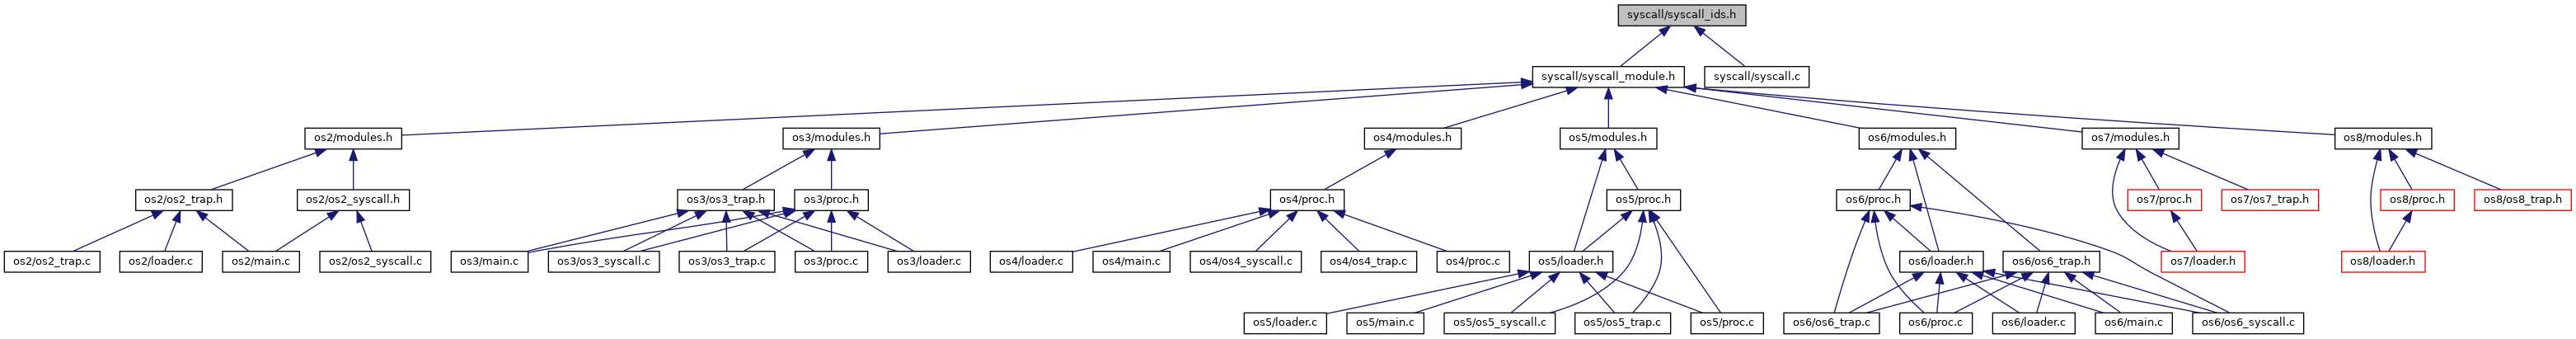 syscall/syscall_ids.h
syscall/syscall_module.h
syscall/syscall.c
os2/modules.h
os3/modules.h
os4/modules.h
os5/modules.h
os6/modules.h
os7/modules.h
os8/modules.h
os2/os2_trap.h
os2/os2_syscall.h
os3/os3_trap.h
os3/proc.h
os4/proc.h
os5/proc.h
os6/proc.h
os7/proc.h
os7/os7_trap.h
os8/proc.h
os8/os8_trap.h
os2/os2_trap.c
os2/loader.c
os2/main.c
os2/os2_syscall.c
os3/main.c
os3/os3_syscall.c
os3/os3_trap.c
os3/proc.c
os3/loader.c
os4/loader.c
os4/main.c
os4/os4_syscall.c
os4/os4_trap.c
os4/proc.c
os5/loader.h
os6/loader.h
os6/os6_trap.h
os7/loader.h
os8/loader.h
os5/loader.c
os5/main.c
os5/os5_syscall.c
os5/os5_trap.c
os5/proc.c
os6/os6_trap.c
os6/proc.c
os6/loader.c
os6/main.c
os6/os6_syscall.c